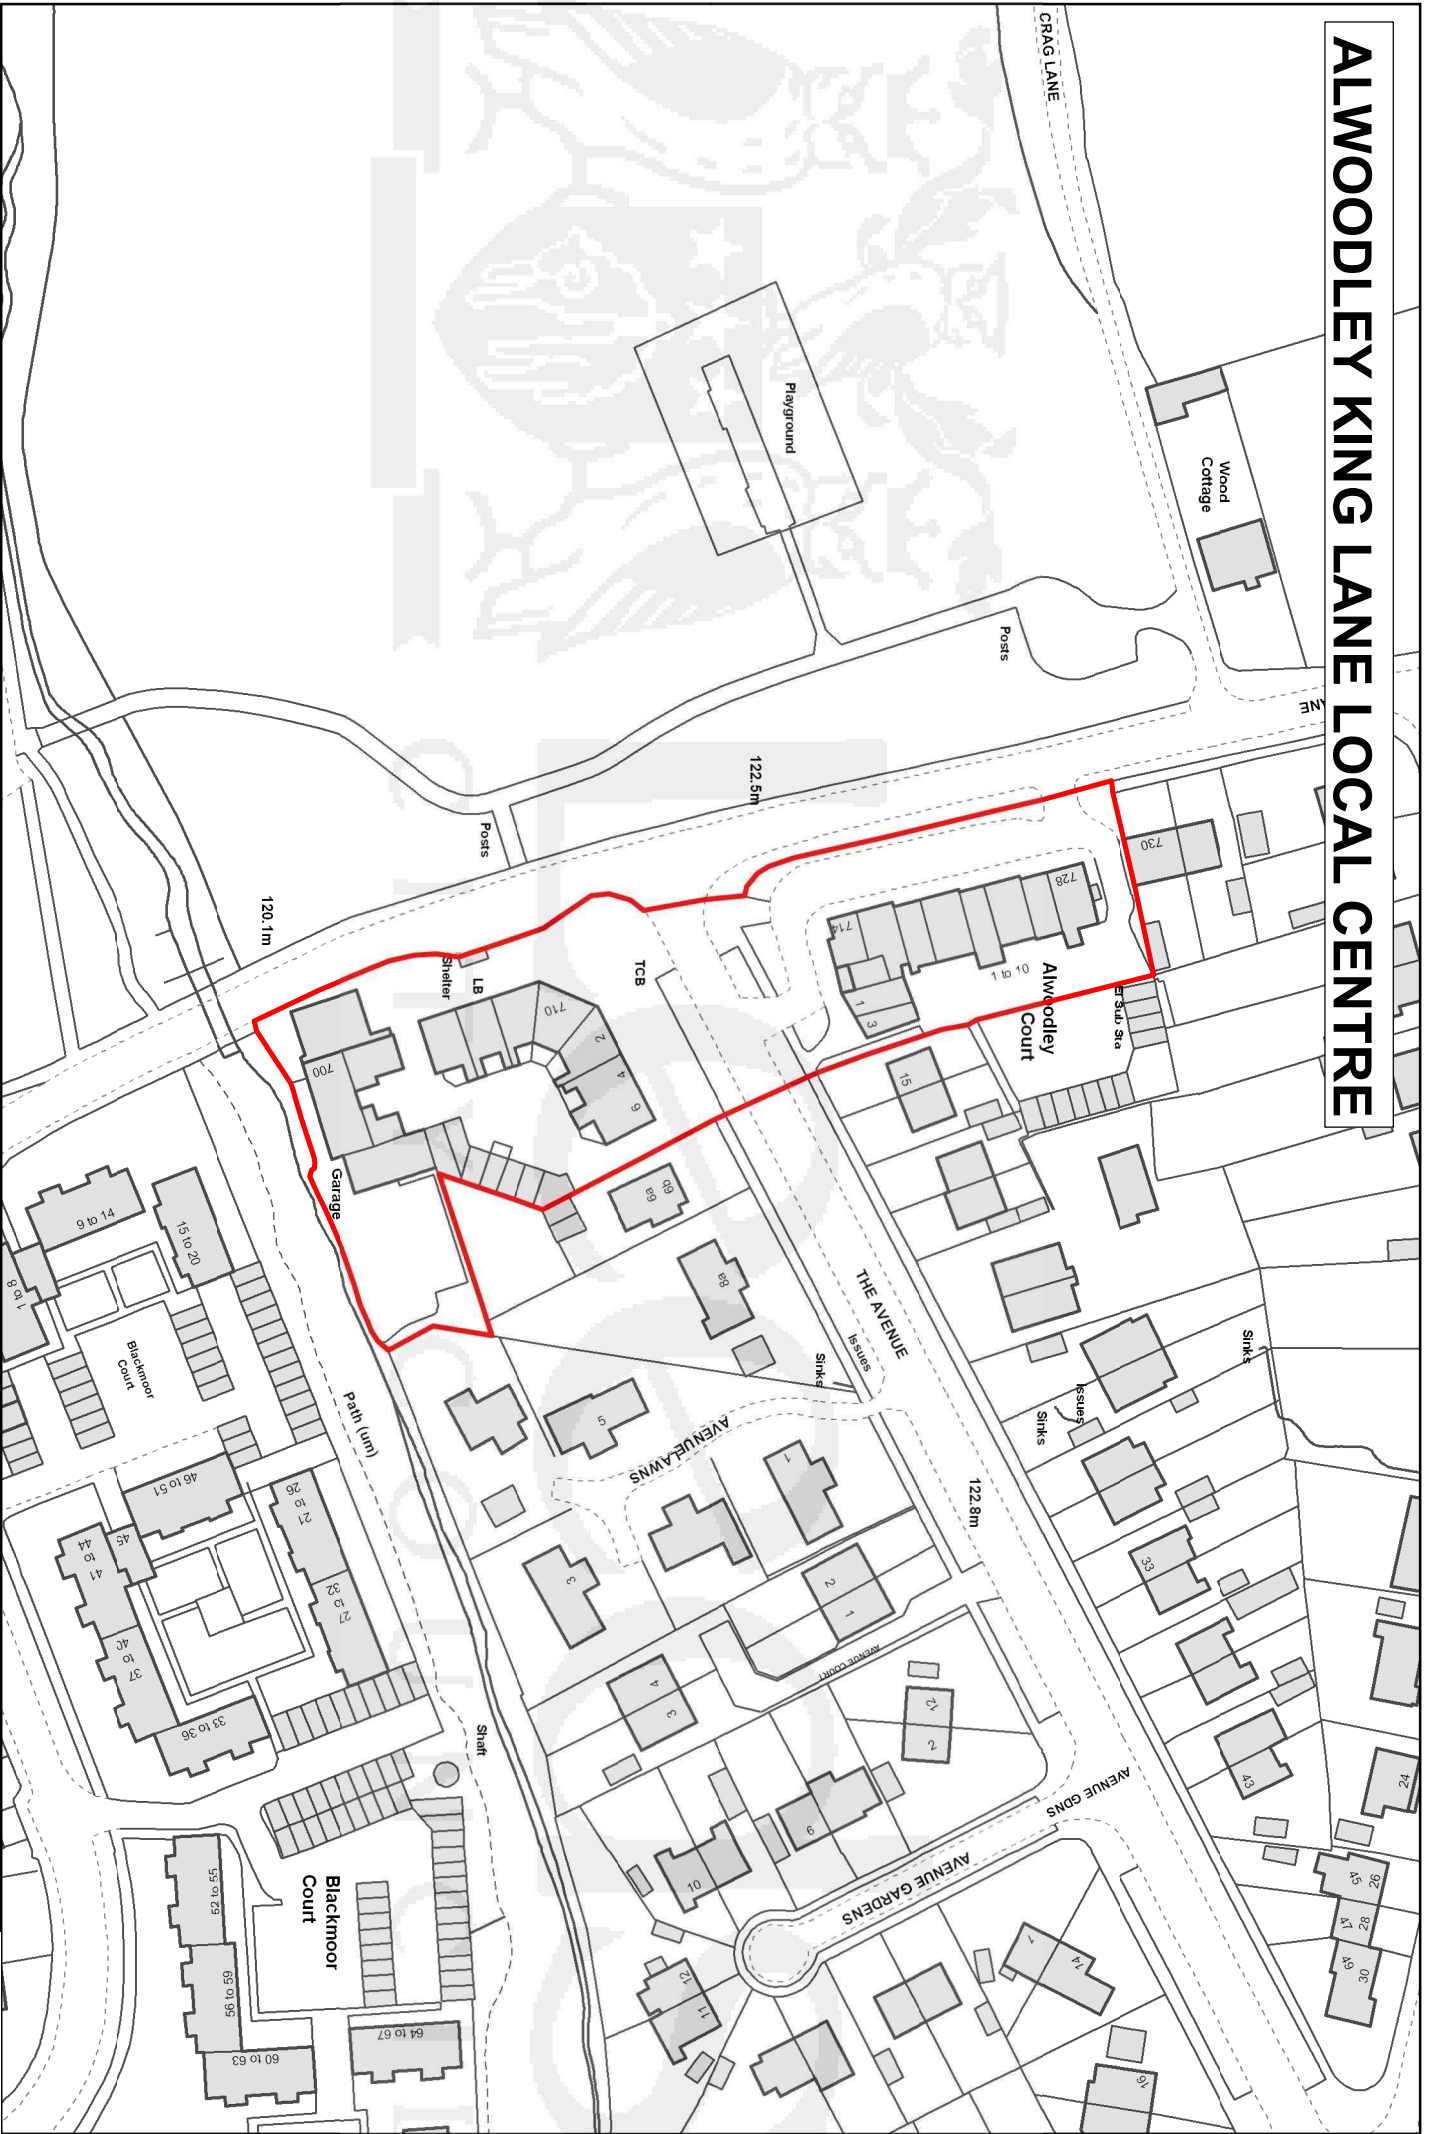 ALWOODLEY KING LANE LOCAL CENTRE
CRAG LANE
Wood
Cottage
Playground
Posts
ANE
122.5m
Posts
120.1m
730
728
714
1 to 10
Alwoodley
Court
El Sub Sta
1
3
15
TCB
LB
Shelter
710
2
4
6
700
Garage
6a
6b
8a
THE AVENUE
Issues
Sinks
Sinks
Issues
Sinks
122.8m
AVENUE LAWNS
5
1
3
2
1
AVENUE COURT
4
3
12
2
6
10
AVENUE GDNS
AVENUE GARDENS
12
11
7
14
16
33
43
24
45
26
47
28
49
30
9 to 14
15 to 20
1 to 8
Blackmoor
Court
Path (um)
46 to 51
45
44
to
41
40
to
37
33 to 36
26
to
21
32
to
27
Shaft
Blackmoor
Court
52 to 55
56 to 59
60 to 63
64 to 67